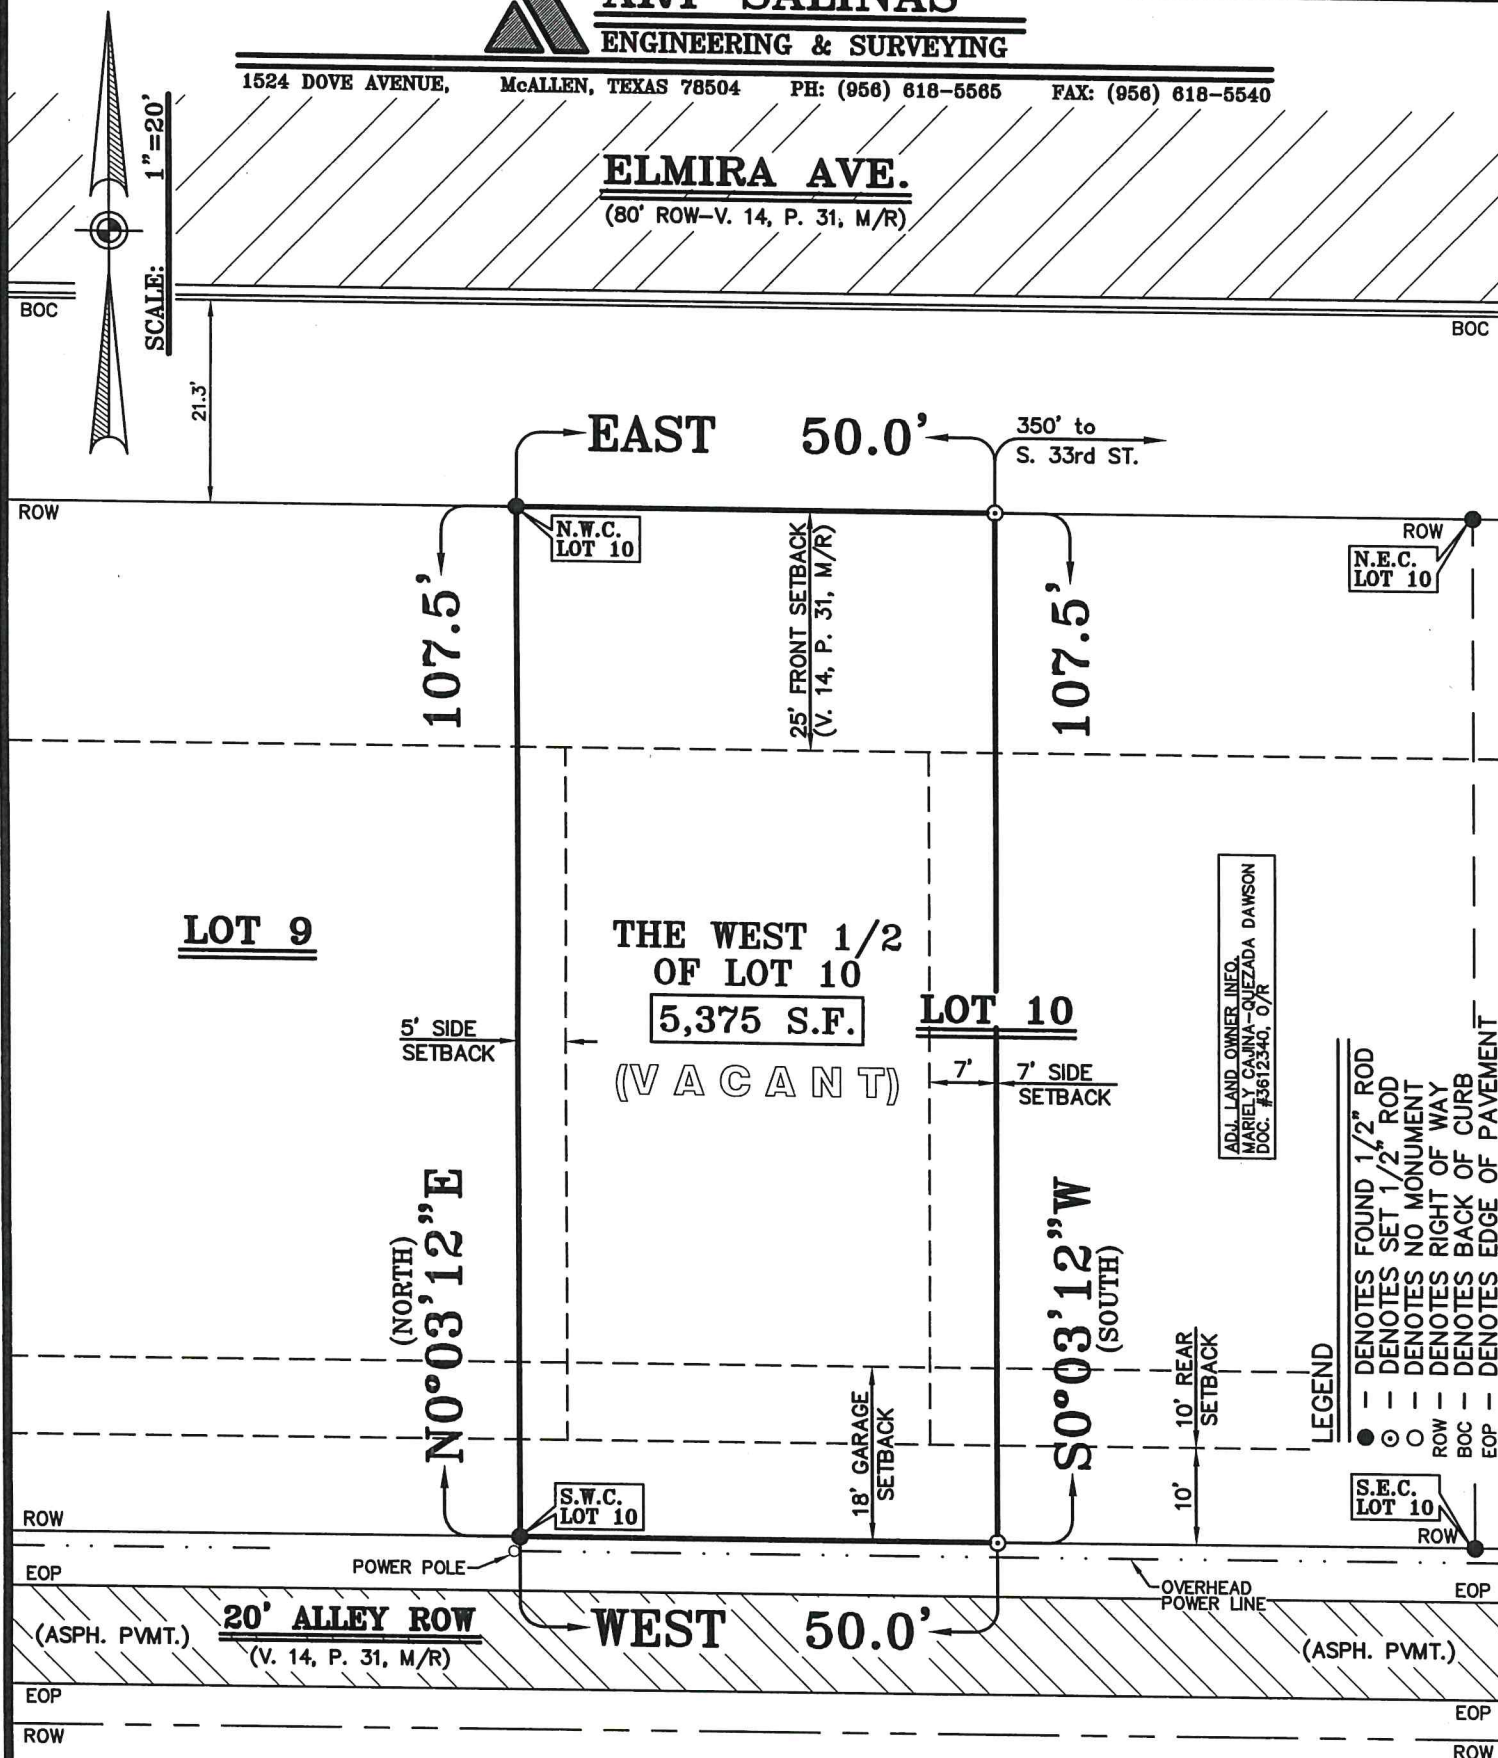 ENGINEERING & SURVEYING
1524 DOVE AVENUE, McALLEN, TEXAS 78504 PH: (956) 618-5565 FAX: (956) 618-5540
SCALE: 1"=20'
ELMIRA AVE.
(80' ROW-V. 14, P. 31, M/R)
BOC
BOC
21.3'
EAST 50.0'
350' to
S. 33rd ST.
ROW
ROW
N.W.C.
LOT 10
N.E.C.
LOT 10
107.5'
25' FRONT SETBACK
(V. 14, P. 31, M/R)
107.5'
LOT 9
THE WEST 1/2
OF LOT 10
5,375 S.F.
(VACANT)
LOT 10
5' SIDE
SETBACK
7'
7' SIDE
SETBACK
ADJ. LAND OWNER INFO.
MARIELY CAJINA-QUEZADA DAWSON
DOC. #3612340, O/R
(NORTH)
N0°03'12"E
S0°03'12"W
(SOUTH)
18' GARAGE
SETBACK
10' REAR
SETBACK
10'
LEGEND
- DENOTES FOUND 1/2" ROD
- DENOTES SET 1/2" ROD
- DENOTES NO MONUMENT
ROW - DENOTES RIGHT OF WAY
BOC - DENOTES BACK OF CURB
EOP - DENOTES EDGE OF PAVEMENT
S.W.C.
LOT 10
S.E.C.
LOT 10
ROW
ROW
EOP
POWER POLE
OVERHEAD
POWER LINE
EOP
(ASPH. PVMT.)
20' ALLEY ROW
(V. 14, P. 31, M/R)
WEST 50.0'
(ASPH. PVMT.)
EOP
EOP
ROW
ROW